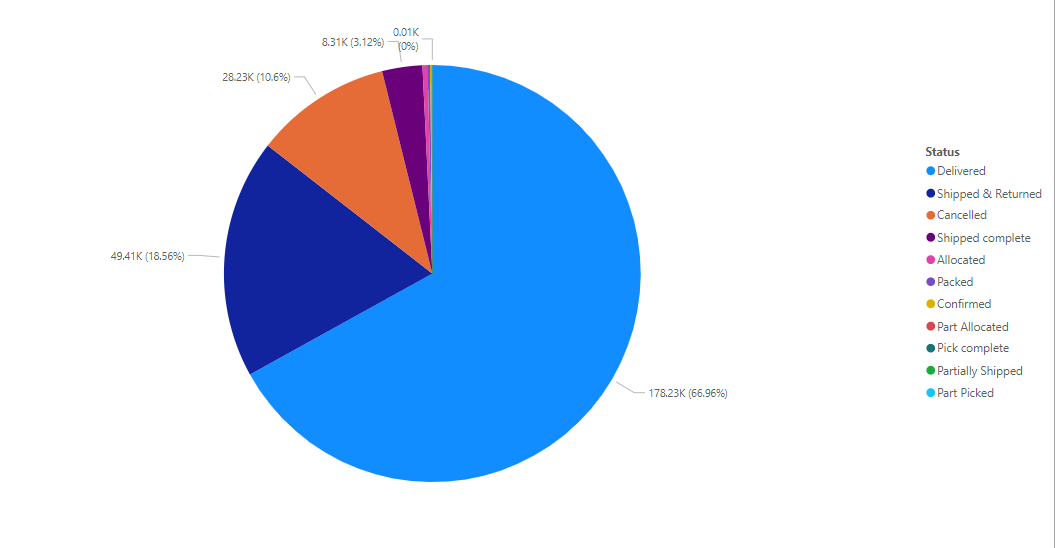 0.01K
(0%)
8.31K (3.12%)
28.23K (10.6%)
49.41K (18.56%)
178.23K (66.96%)
Status
Delivered
Shipped & Returned
Cancelled
Shipped complete
Allocated
Packed
Confirmed
Part Allocated
Pick complete
Partially Shipped
Part Picked